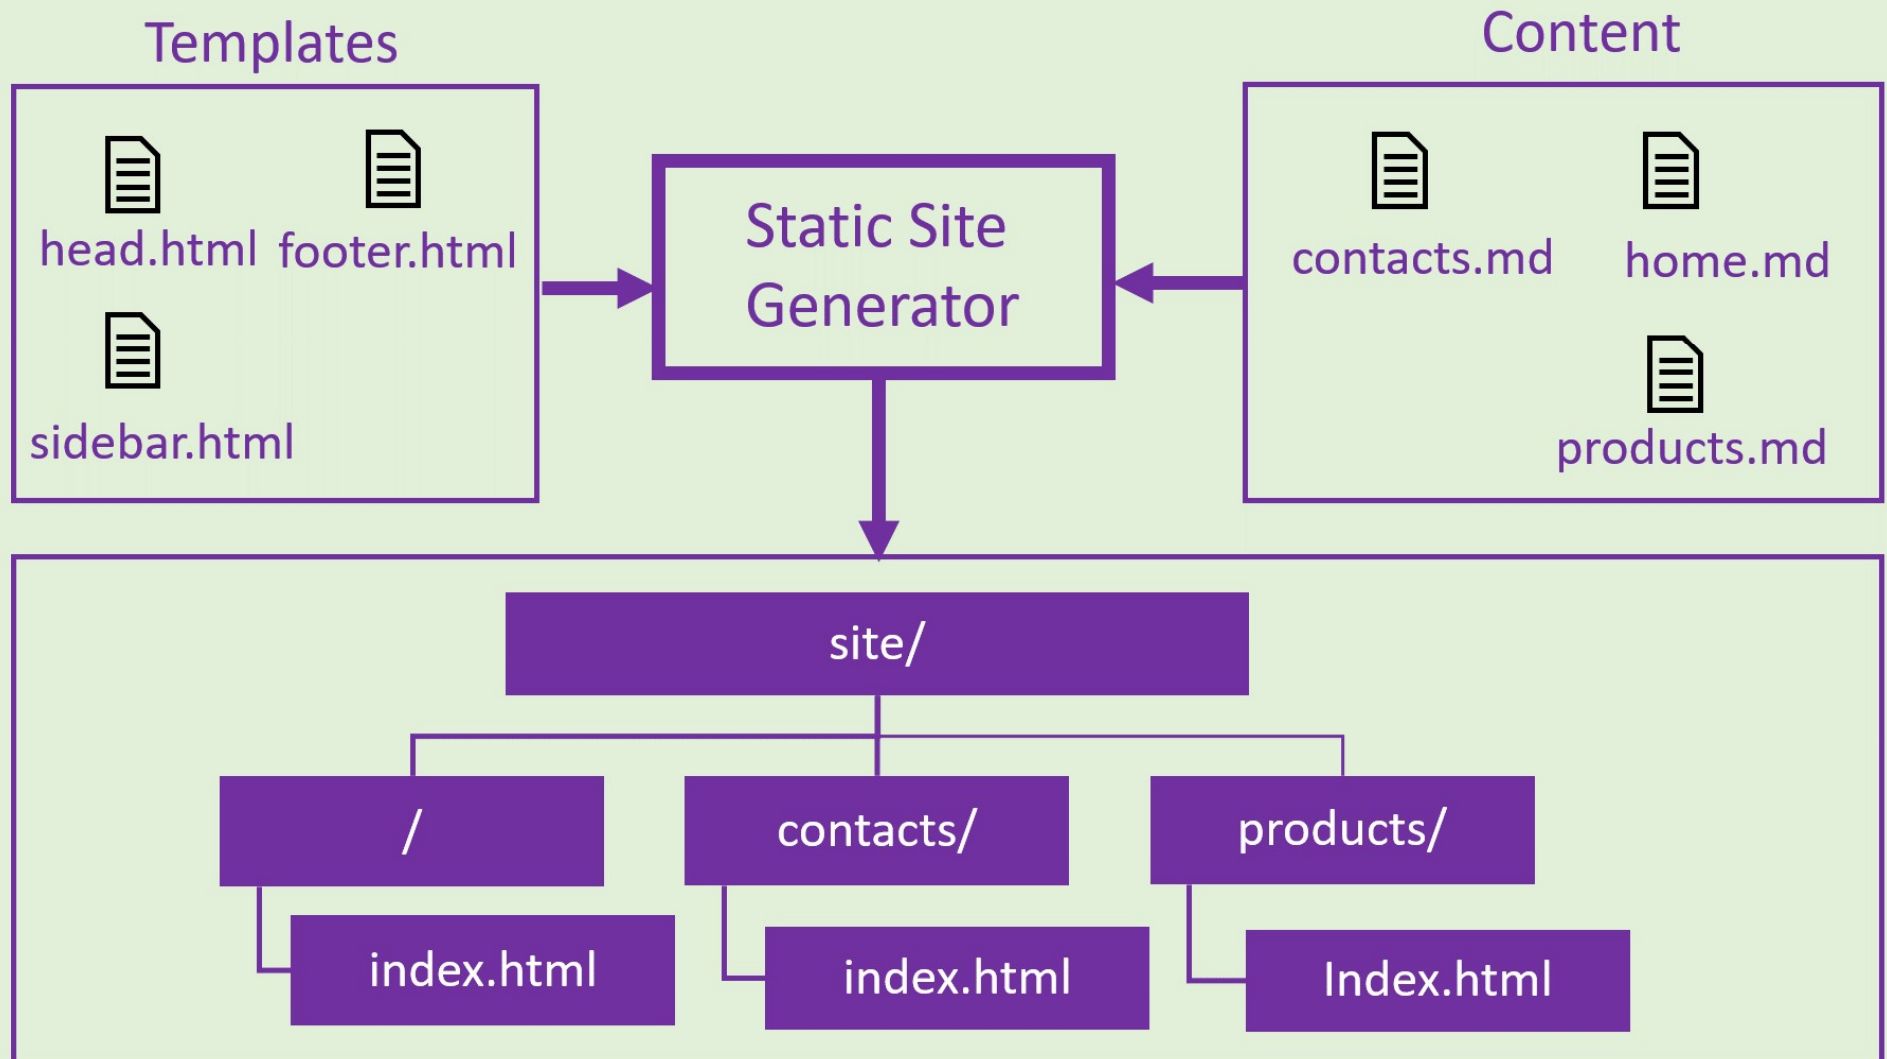 Templates
head.html
footer.html
sidebar.html
Static Site
Generator
Content
contacts.md
home.md
products.md
site/
/
contacts/
products/
index.html
index.html
Index.html